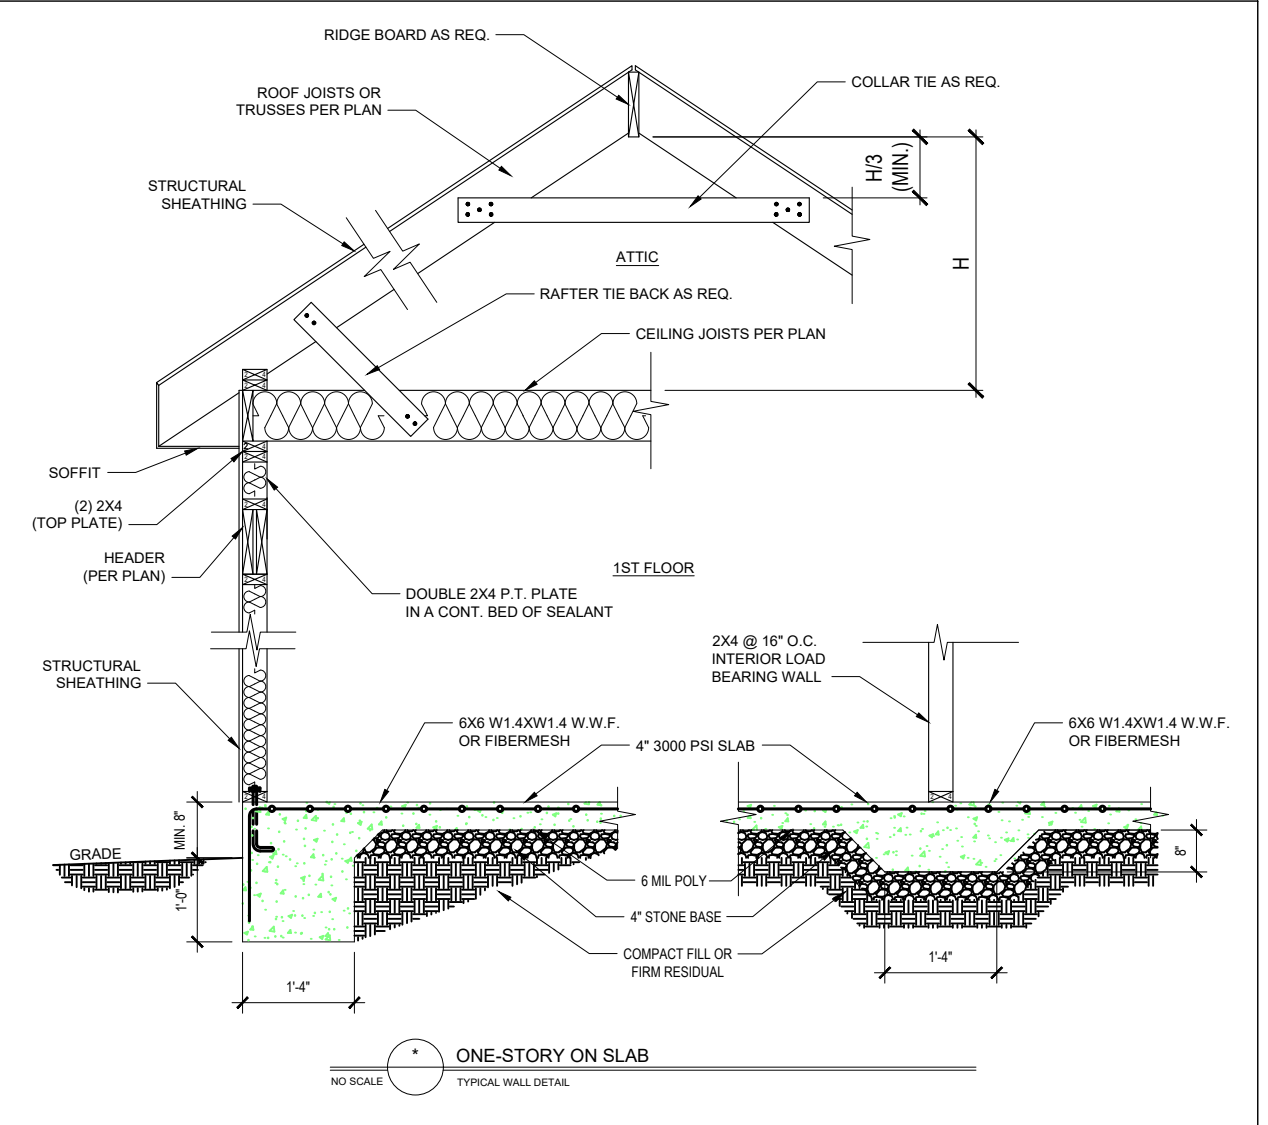 RIDGE BOARD AS REQ.
COLLAR TIE AS REQ.
ROOF JOISTS OR
TRUSSES PER PLAN
H/3
(MIN.)
STRUCTURAL
SHEATHING
ATTIC
H
RAFTER TIE BACK AS REQ.
CEILING JOISTS PER PLAN
SOFFIT
(2) 2X4
(TOP PLATE)
HEADER
(PER PLAN)
1ST FLOOR
DOUBLE 2X4 P.T. PLATE
IN A CONT. BED OF SEALANT
2X4 @ 16" O.C.
INTERIOR LOAD
BEARING WALL
STRUCTURAL
SHEATHING
6X6 W1.4XW1.4 W.W.F.
OR FIBERMESH
4" 3000 PSI SLAB
6X6 W1.4XW1.4 W.W.F.
OR FIBERMESH
MIN. 8"
GRADE
8"
6 MIL POLY
1'-0"
4" STONE BASE
COMPACT FILL OR
FIRM RESIDUAL
1'-4"
1'-4"
*
ONE-STORY ON SLAB
NO SCALE
TYPICAL WALL DETAIL